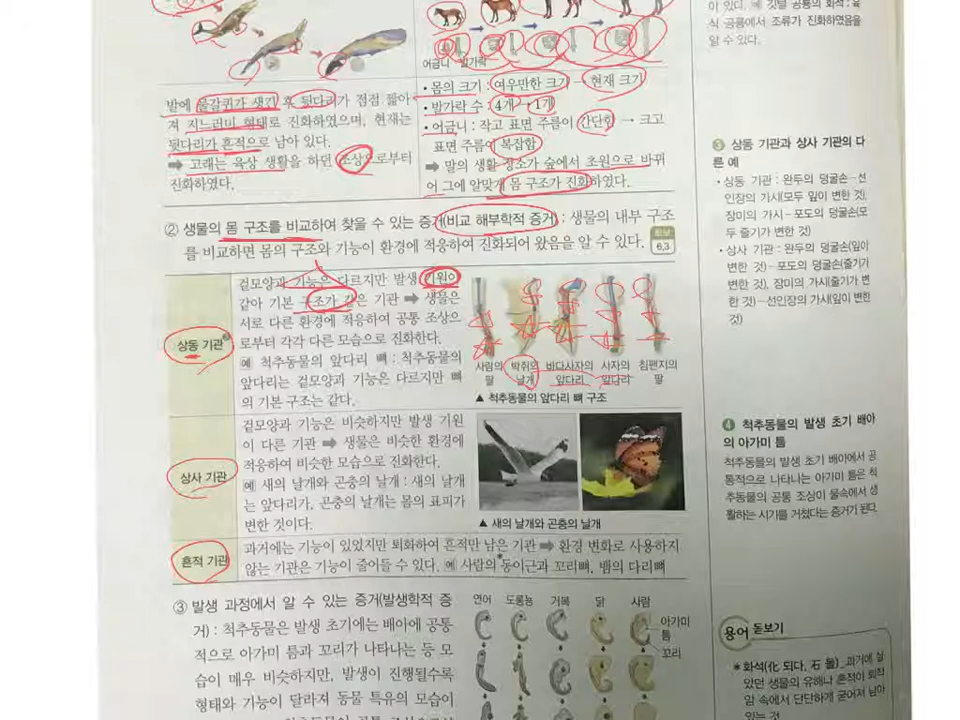 어금니 발가락
발에 물갈퀴가 생긴 후 뒷다리가 점점 짧아
져 지느러미 형태로 진화하였으며, 현재는
뒷다리가 흔적으로 남아 있다.
➡ 고래는 육상 생활을 하던 조상으로부터
진화하였다.
• 몸의 크기 : 여우만한 크기 → 현재 크기
• 발가락 수 : 4개 → 1개
• 어금니 : 작고 표면 주름이 간단함 → 크고
표면 주름이 복잡함
➡ 말의 생활 장소가 숲에서 초원으로 바뀌
어 그에 알맞게 몸 구조가 진화하였다.
② 생물의 몸 구조를 비교하여 찾을 수 있는 증거(비교 해부학적 증거) : 생물의 내부 구조
를 비교하면 몸의 구조와 기능이 환경에 적응하여 진화되어 왔음을 알 수 있다.
6,3
상동 기관
겉모양과 기능은 다르지만 발생 기원이
같아 기본 구조가 같은 기관 ➡ 생물은
서로 다른 환경에 적응하여 공통 조상으
로부터 각각 다른 모습으로 진화한다.
예 척추동물의 앞다리 뼈 : 척추동물의
앞다리는 겉모양과 기능은 다르지만 뼈
의 기본 구조는 같다.
사람의 팔
박쥐의 날개
바다사자의 앞다리
사자의 앞다리
침팬지의 팔
▲ 척추동물의 앞다리 뼈 구조
상사 기관
겉모양과 기능은 비슷하지만 발생 기원
이 다른 기관 ➡ 생물은 비슷한 환경에
적응하여 비슷한 모습으로 진화한다.
예 새의 날개와 곤충의 날개 : 새의 날개
는 앞다리가, 곤충의 날개는 몸의 표피가
변한 것이다.
▲ 새의 날개와 곤충의 날개
흔적 기관
과거에는 기능이 있었지만 퇴화하여 흔적만 남은 기관 ➡ 환경 변화로 사용하지
않는 기관은 기능이 줄어들 수 있다. 예 사람의 *동이근과 꼬리뼈, 뱀의 다리뼈
③ 발생 과정에서 알 수 있는 증거(발생학적 증
거) : 척추동물은 발생 초기에는 배아에 공통
적으로 아가미 틈과 꼬리가 나타나는 등 모
습이 매우 비슷하지만, 발생이 진행될수록
형태와 기능이 달라져 동물 특유의 모습이
연어 도롱뇽 거북 닭 사람
아가미
틈
꼬리
식 공룡에서 조류가 진화하였음을
알 수 있다.
❸ 상동 기관과 상사 기관의 다
른 예
• 상동 기관 : 완두의 덩굴손–선
인장의 가시(모두 잎이 변한 것),
장미의 가시–포도의 덩굴손(모
두 줄기가 변한 것)
• 상사 기관 : 완두의 덩굴손(잎이
변한 것)–포도의 덩굴손(줄기가
변한 것), 장미의 가시(줄기가 변
한 것)–선인장의 가시(잎이 변한
것)
❹ 척추동물의 발생 초기 배아
의 아가미 틈
척추동물의 발생 초기 배아에서 공
통적으로 나타나는 아가미 틈은 척
추동물의 공통 조상이 물속에서 생
활하는 시기를 거쳤다는 증거가 된다.
용어 돋보기
* 화석(化 되다, 石 돌)_과거에 살
았던 생물의 유해나 흔적이 퇴적
암 속에서 단단하게 굳어져 남아
있는 것